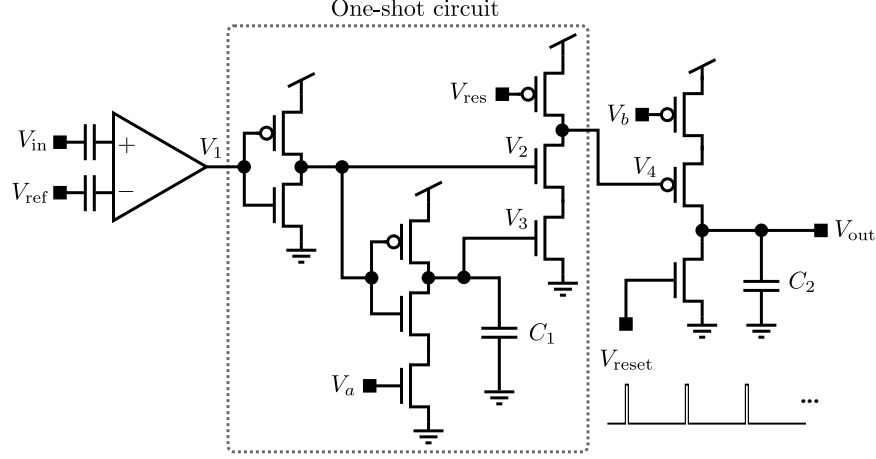 One-shot circuit
V_res
V_b
V_in
V_1
V_2
V_4
V_ref
V_3
V_out
C_2
C_1
V_a
V_reset
+
−
...